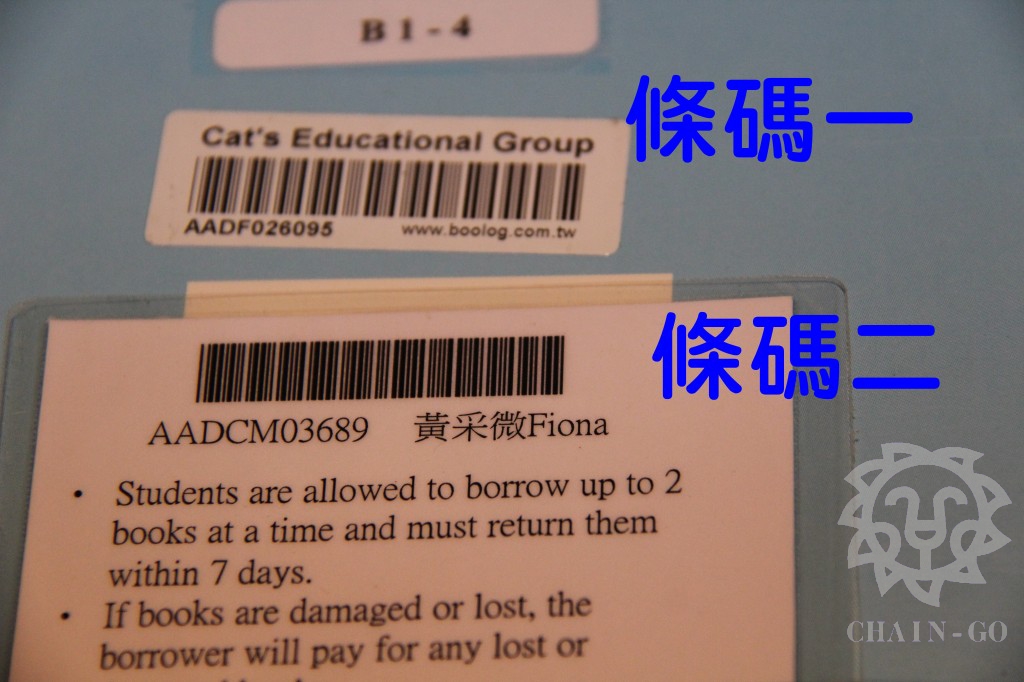 B 1 - 4
條碼一
Cat's Educational Group
AADF026095 www.boolog.com.tw
條碼二
AADCM03689 黃采微Fiona
• Students are allowed to borrow up to 2
books at a time and must return them
within 7 days.
• If books are damaged or lost, the
borrower will pay for any lost or
CHAIN-GO